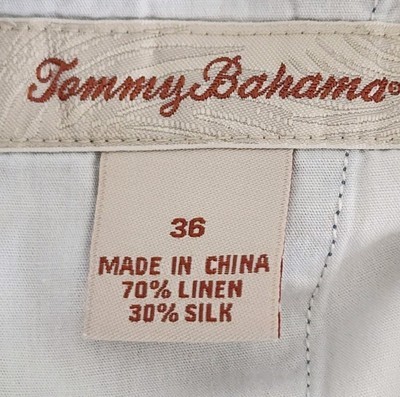 Tommy Bahama®
36
MADE IN CHINA
70% LINEN
30% SILK